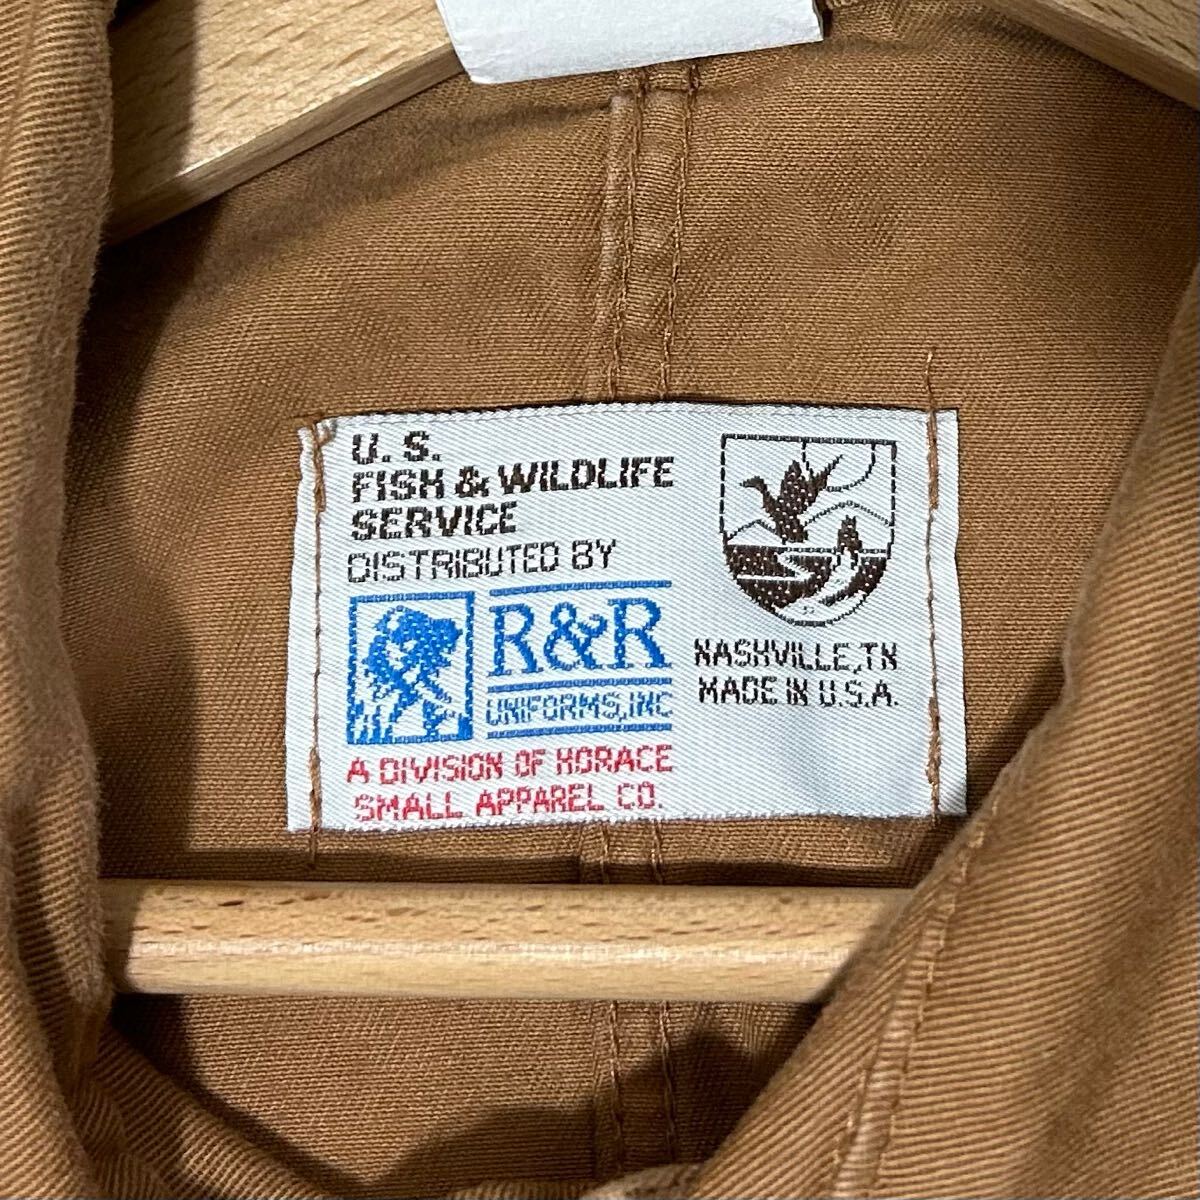 U.S.
FISH & WILDLIFE
SERVICE
DISTRIBUTED BY
R&R
UNIFORMS, INC
A DIVISION OF HORACE
SMALL APPAREL CO.
NASHVILLE, TN
MADE IN U.S.A.